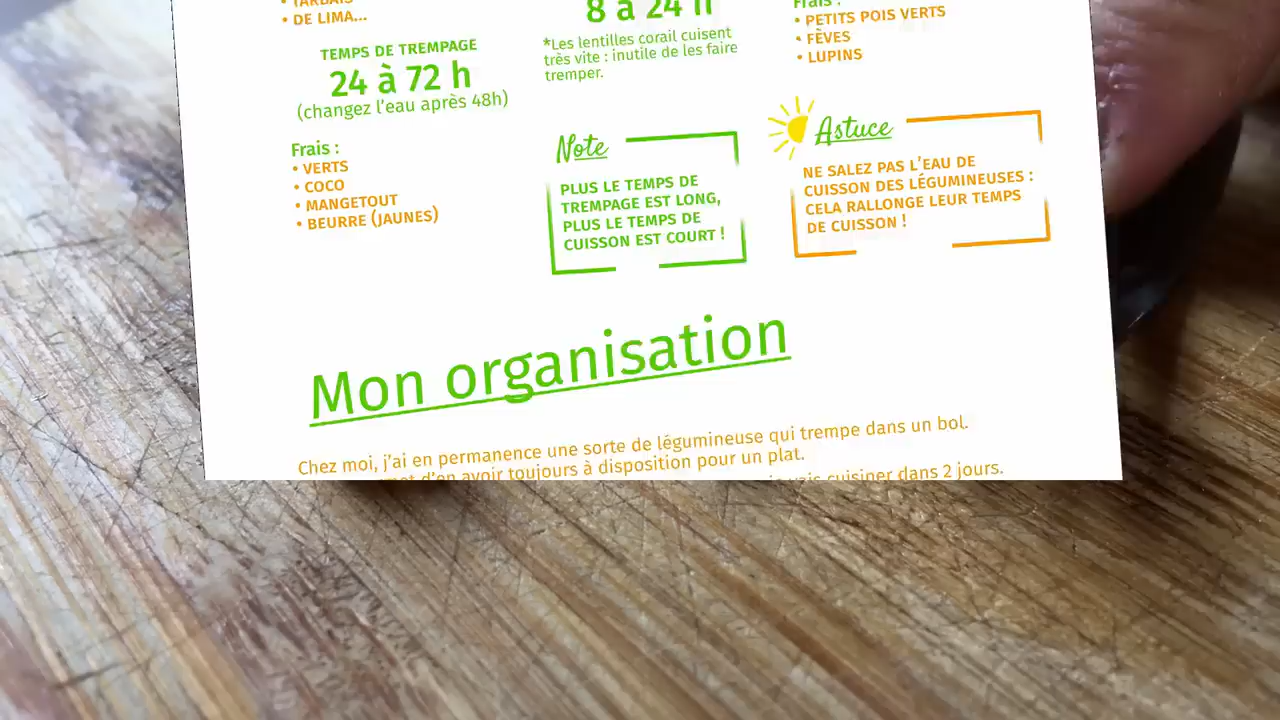 • DE LIMA...
TEMPS DE TREMPAGE
24 à 72 h
(changez l'eau après 48h)
Frais :
• VERTS
• COCO
• MANGETOUT
• BEURRE (JAUNES)
8 à 24 h
*Les lentilles corail cuisent
très vite : inutile de les faire
tremper.
Frais :
• PETITS POIS VERTS
• FÈVES
• LUPINS
Note
PLUS LE TEMPS DE
TREMPAGE EST LONG,
PLUS LE TEMPS DE
CUISSON EST COURT !
Astuce
NE SALEZ PAS L'EAU DE
CUISSON DES LÉGUMINEUSES :
CELA RALLONGE LEUR TEMPS
DE CUISSON !
Mon organisation
Chez moi, j'ai en permanence une sorte de légumineuse qui trempe dans un bol.
d'en avoir toujours à disposition pour un plat.
vais cuisiner dans 2 jours.